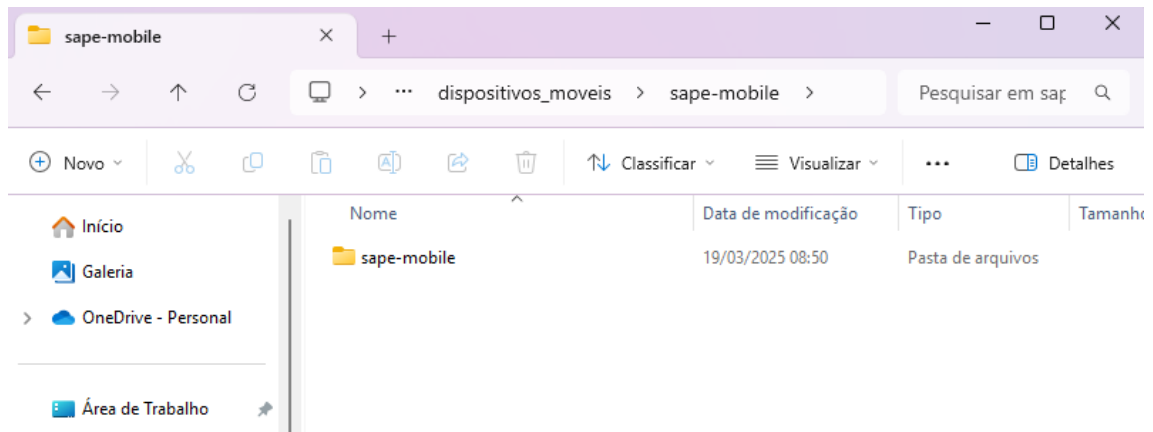 sape-mobile
dispositivos_moveis > sape-mobile >
Pesquisar em sap
Novo
Classificar
Visualizar
Detalhes
Início
Galeria
OneDrive - Personal
Área de Trabalho
Nome Data de modificação Tipo Tamanho
sape-mobile 19/03/2025 08:50 Pasta de arquivos